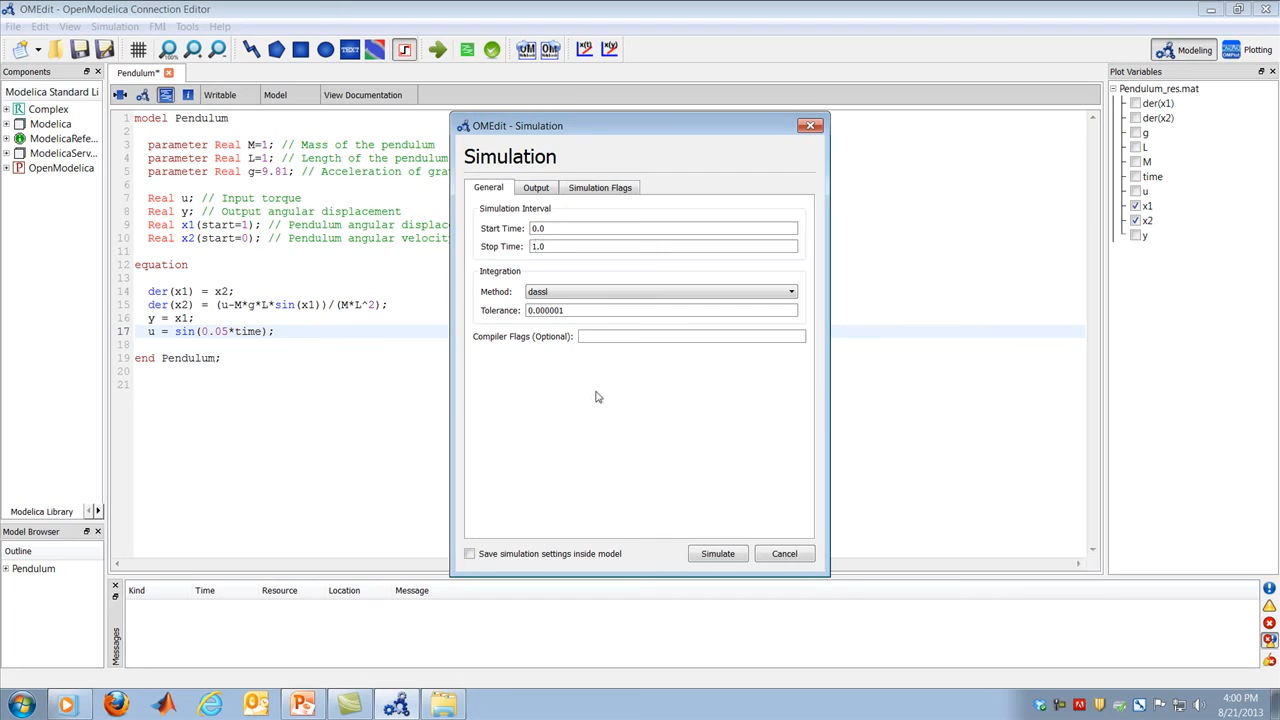 OMEdit - OpenModelica Connection Editor
File Edit View Simulation FMI Tools Help
100%
TEXT
UM OM
x(t) x(y)
Modeling
OMPlot
Plotting
Components
Pendulum*
Plot Variables
Modelica Standard Li
Complex
Modelica
ModelicaRefe...
ModelicaServ...
OpenModelica
Writable
Model
View Documentation
1 model Pendulum
2
3 parameter Real M=1; // Mass of the pendulum
4 parameter Real L=1; // Length of the pendulum
5 parameter Real g=9.81; // Acceleration of gra
7 Real u; // Input torque
8 Real y; // Output angular displacement
9 Real x1(start=1); // Pendulum angular displac
10 Real x2(start=0); // Pendulum angular velocit
11
12 equation
14 der(x1) = x2;
15 der(x2) = (u-M*g*L*sin(x1))/(M*L^2);
16 y = x1;
17 u = sin(0.05*time);
18
19 end Pendulum;
20
21
OMEdit - Simulation
Simulation
General
Output
Simulation Flags
Simulation Interval
Start Time: 0.0
Stop Time: 1.0
Integration
Method: dassl
Tolerance: 0.000001
Compiler Flags (Optional):
Save simulation settings inside model
Simulate
Cancel
Pendulum_res.mat
der(x1)
der(x2)
g
L
M
time
u
x1
x2
y
Modelica Library
Model Browser
Outline
Pendulum
Kind Time Resource Location Message
Messages
4:00 PM
8/21/2013